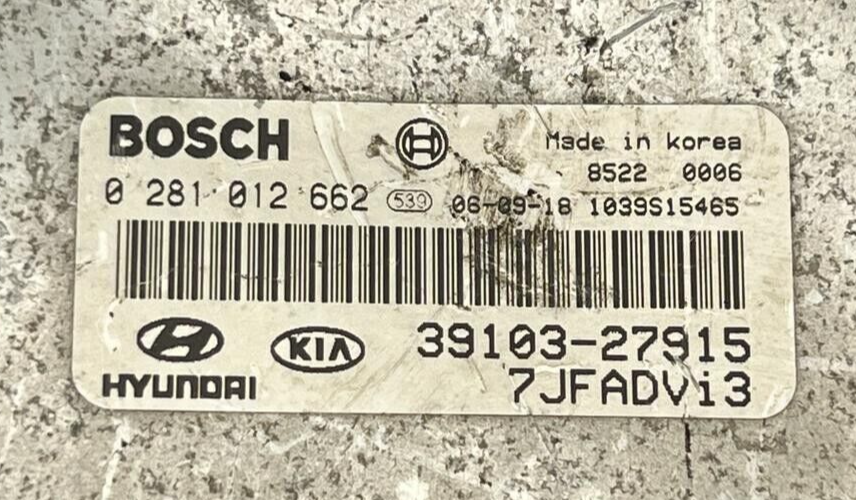 BOSCH
Made in korea
8522 0006
0 281 012 662 539 06-09-18 1039S15465
HYUNDAI KIA 39103-27915
7JFADVi3